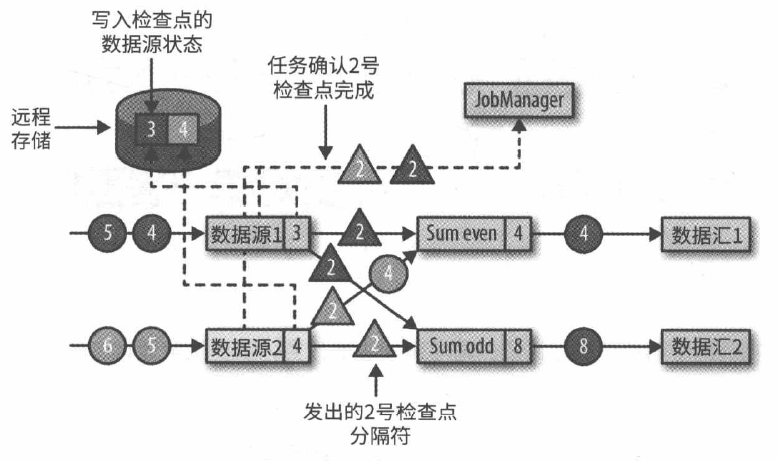 写入检查点的
数据源状态
任务确认2号
检查点完成
JobManager
远程
存储
3 4
2 2
5 4 数据源1 3 2 Sum even 4 4 数据汇1
2 4
2
6 5 数据源2 4 2 Sum odd 8 8 数据汇2
发出的2号检查点
分隔符